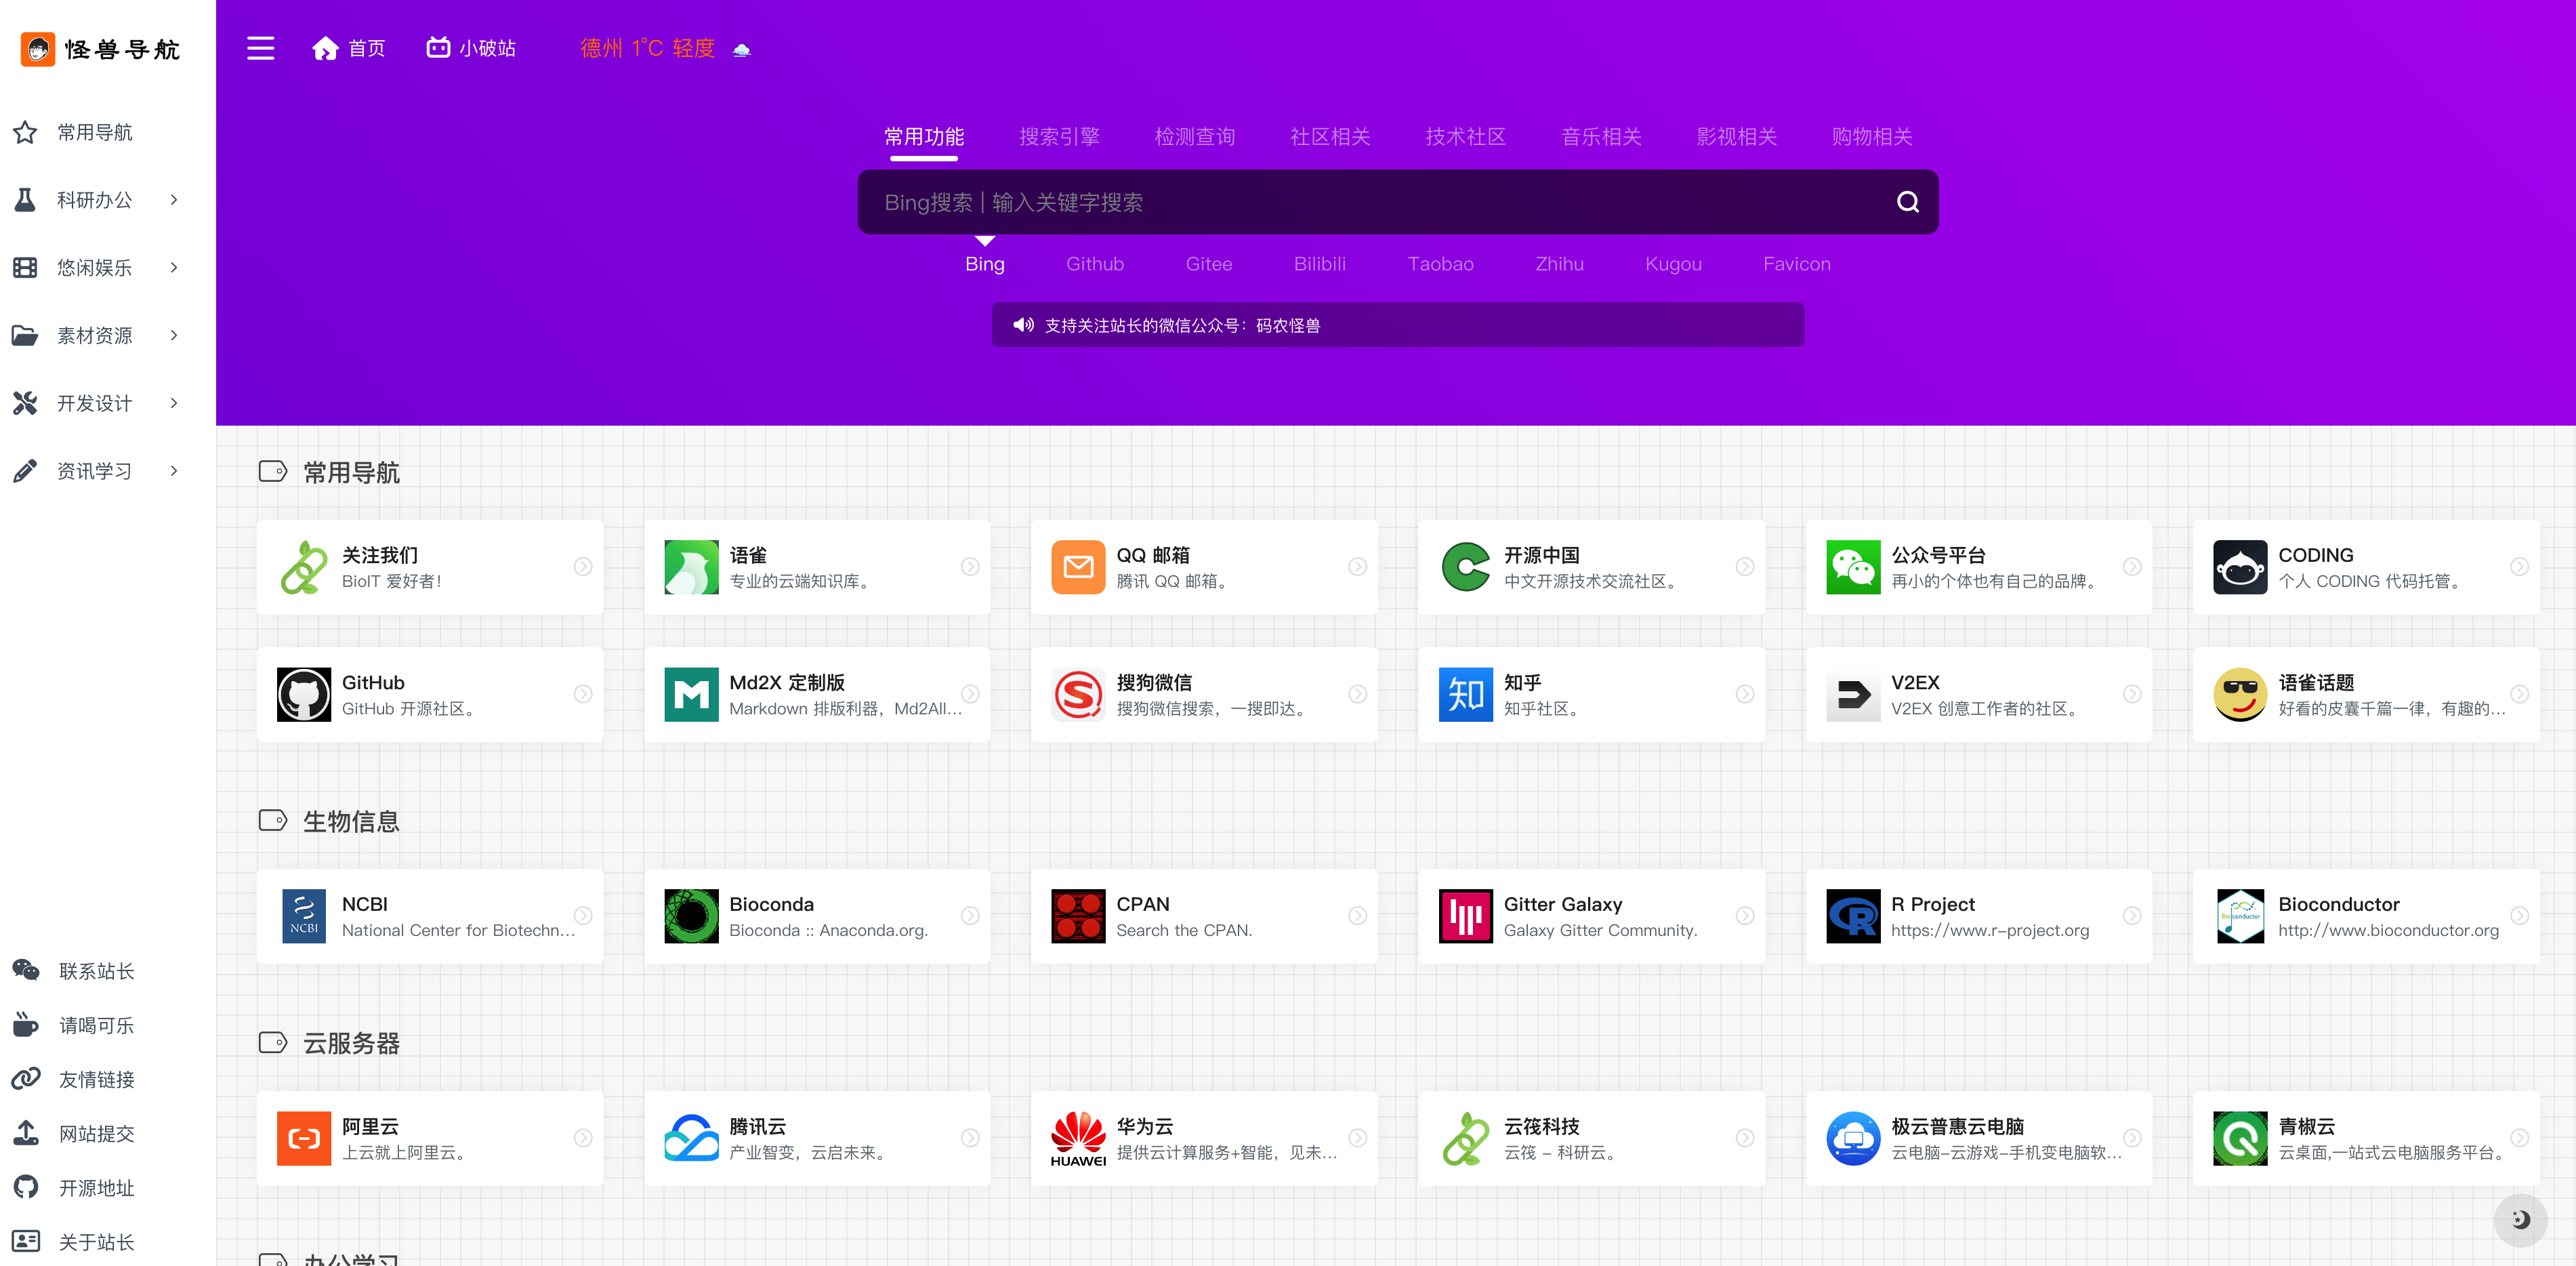 怪兽导航
首页
小破站
德州 1℃ 轻度
常用导航
科研办公
悠闲娱乐
素材资源
开发设计
资讯学习
联系站长
请喝可乐
友情链接
网站提交
开源地址
关于站长
常用功能 搜索引擎 检测查询 社区相关 技术社区 音乐相关 影视相关 购物相关
Bing搜索 | 输入关键字搜索
Bing Github Gitee Bilibili Taobao Zhihu Kugou Favicon
支持关注站长的微信公众号：码农怪兽
常用导航
关注我们
BioIT 爱好者！
语雀
专业的云端知识库。
QQ 邮箱
腾讯 QQ 邮箱。
开源中国
中文开源技术交流社区。
公众号平台
再小的个体也有自己的品牌。
CODING
个人 CODING 代码托管。
GitHub
GitHub 开源社区。
Md2X 定制版
Markdown 排版利器，Md2All...
搜狗微信
搜狗微信搜索，一搜即达。
知
知乎
知乎社区。
V2EX
V2EX 创意工作者的社区。
语雀话题
好看的皮囊千篇一律，有趣的...
生物信息
NCBI
NCBI
National Center for Biotechn...
Bioconda
Bioconda :: Anaconda.org.
CPAN
Search the CPAN.
Gitter Galaxy
Galaxy Gitter Community.
R Project
https://www.r-project.org
Bioconductor
Bioconductor
http://www.bioconductor.org
云服务器
阿里云
上云就上阿里云。
腾讯云
产业智变，云启未来。
HUAWEI
华为云
提供云计算服务+智能，见未...
云筏科技
云筏 - 科研云。
极云普惠云电脑
云电脑-云游戏-手机变电脑软...
青椒云
云桌面,一站式云电脑服务平台。
办公学习